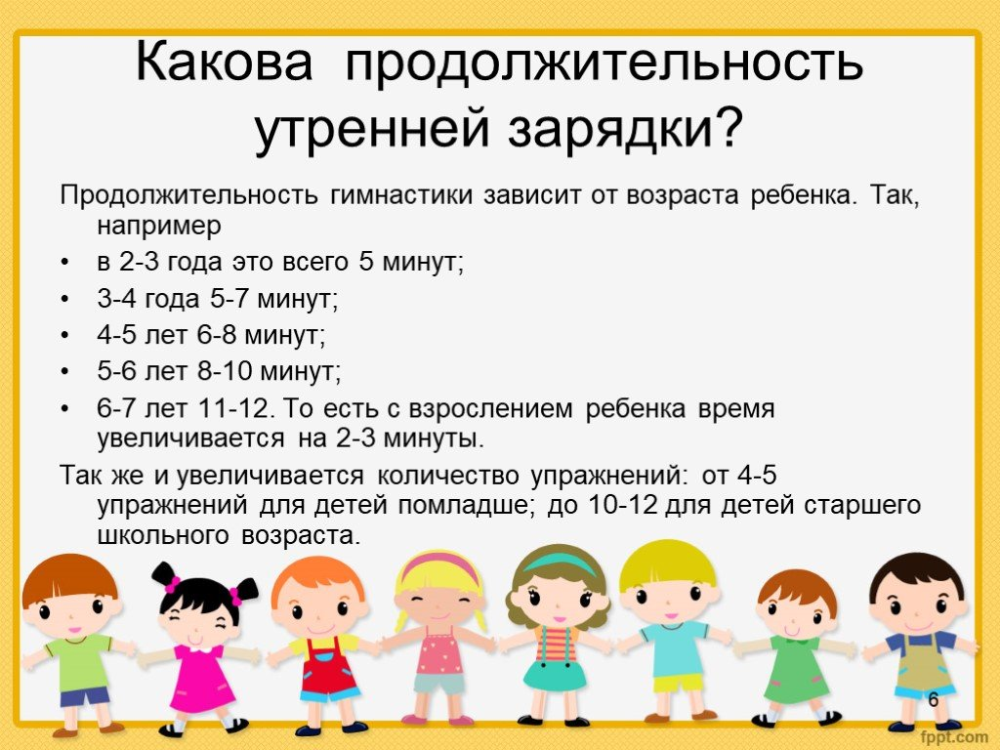 Какова продолжительность
утренней зарядки?
Продолжительность гимнастики зависит от возраста ребенка. Так,
например
• в 2-3 года это всего 5 минут;
• 3-4 года 5-7 минут;
• 4-5 лет 6-8 минут;
• 5-6 лет 8-10 минут;
• 6-7 лет 11-12. То есть с взрослением ребенка время
увеличивается на 2-3 минуты.
Так же и увеличивается количество упражнений: от 4-5
упражнений для детей помладше; до 10-12 для детей старшего
школьного возраста.
6
fppt.com